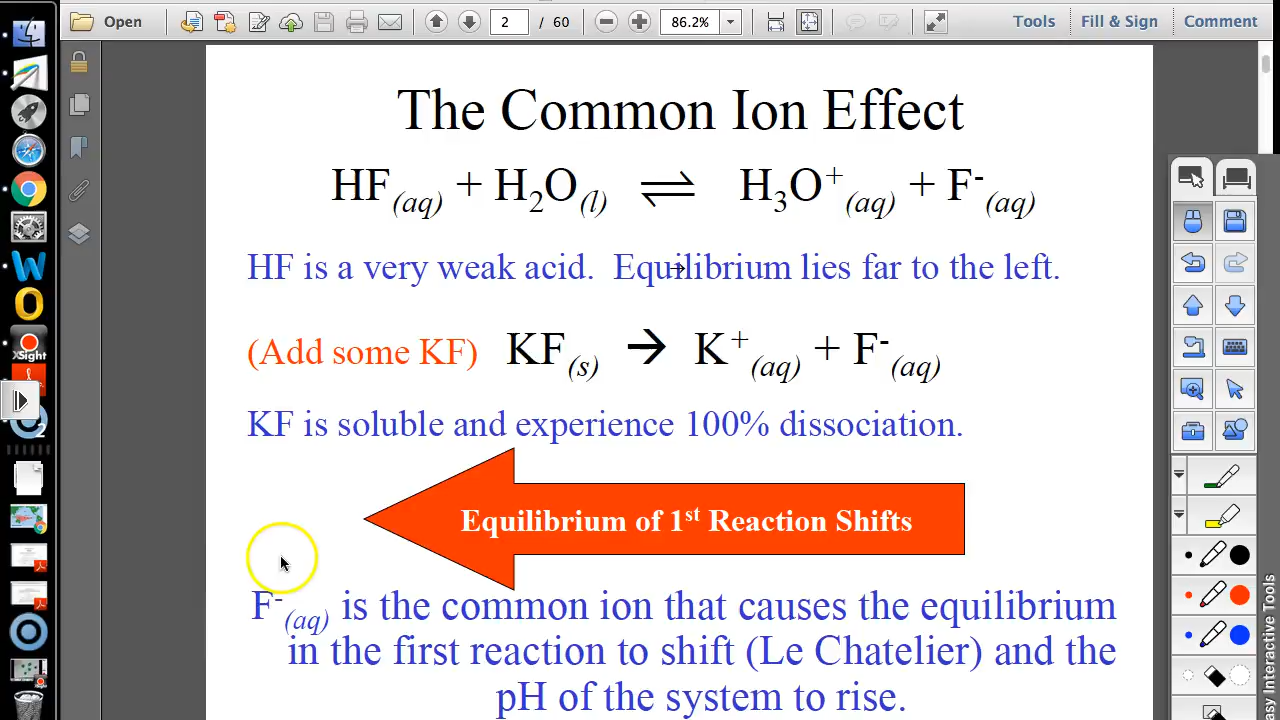 Open 2 / 60 86.2% Tools Fill & Sign Comment
The Common Ion Effect
HF(aq) + H2O(l) ⇌ H3O+(aq) + F-(aq)
HF is a very weak acid. Equilibrium lies far to the left.
(Add some KF) KF(s) → K+(aq) + F-(aq)
KF is soluble and experience 100% dissociation.
Equilibrium of 1st Reaction Shifts
F-(aq) is the common ion that causes the equilibrium
in the first reaction to shift (Le Chatelier) and the
pH of the system to rise.
XSight
2